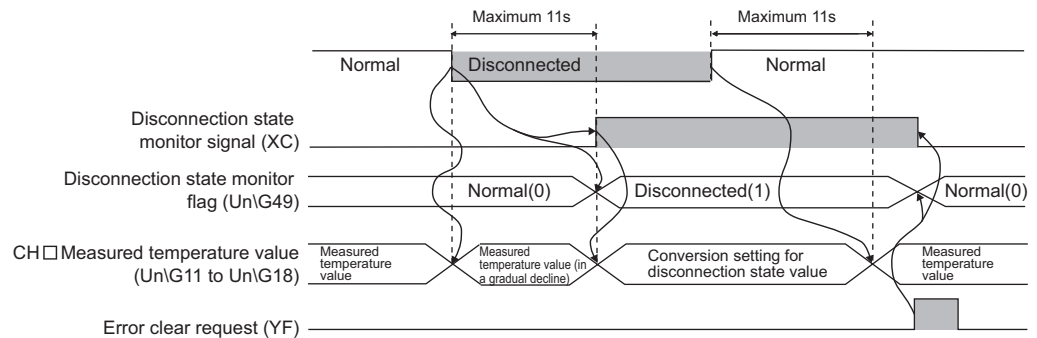 Maximum 11s
Maximum 11s
Normal
Disconnected
Normal
Disconnection state
monitor signal (XC)
Disconnection state monitor
flag (Un\G49)
Normal(0)
Disconnected(1)
Normal(0)
CH□Measured temperature value
(Un\G11 to Un\G18)
Measured
temperature
value
Measured
temperature value (in
a gradual decline)
Conversion setting for
disconnection state value
Measured
temperature
value
Error clear request (YF)